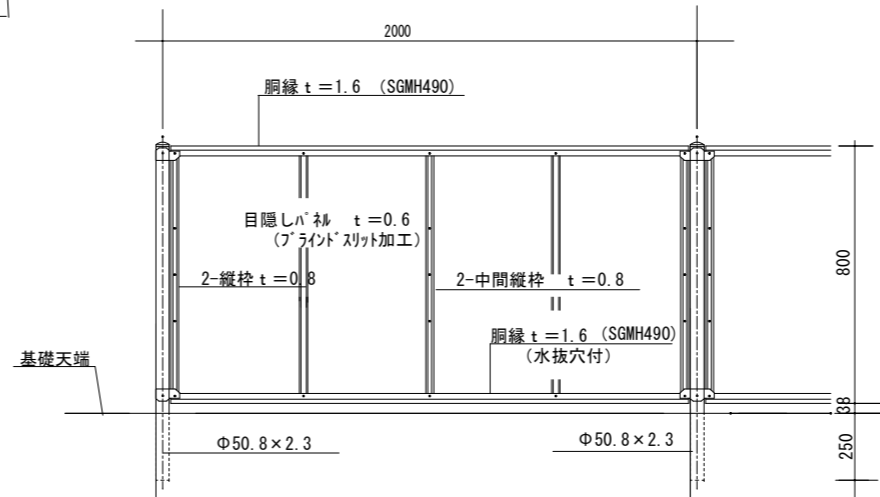 2000
胴縁 t＝1.6 （SGMH490）
目隠しﾊﾟﾈﾙ t＝0.6
（ﾌﾞﾗｲﾝﾄﾞｽﾘｯﾄ加工）
2-縦枠 t＝0.8
2-中間縦枠 t＝0.8
800
胴縁 t＝1.6 （SGMH490）
（水抜穴付）
基礎天端
38
Φ50.8×2.3
Φ50.8×2.3
250